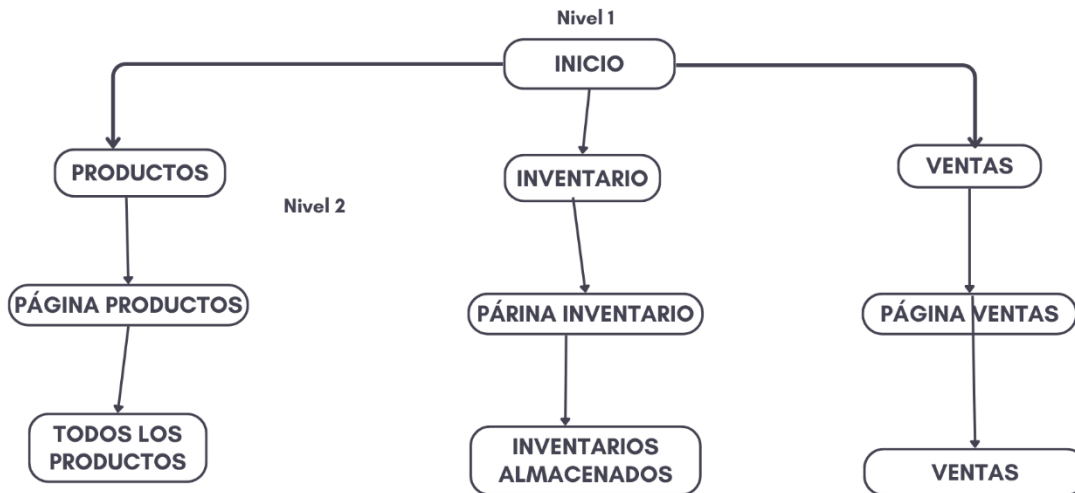 Nivel 1
INICIO
PRODUCTOS
INVENTARIO
VENTAS
Nivel 2
PÁGINA PRODUCTOS
PÁRINA INVENTARIO
PÁGINA VENTAS
TODOS LOS
PRODUCTOS
INVENTARIOS
ALMACENADOS
VENTAS